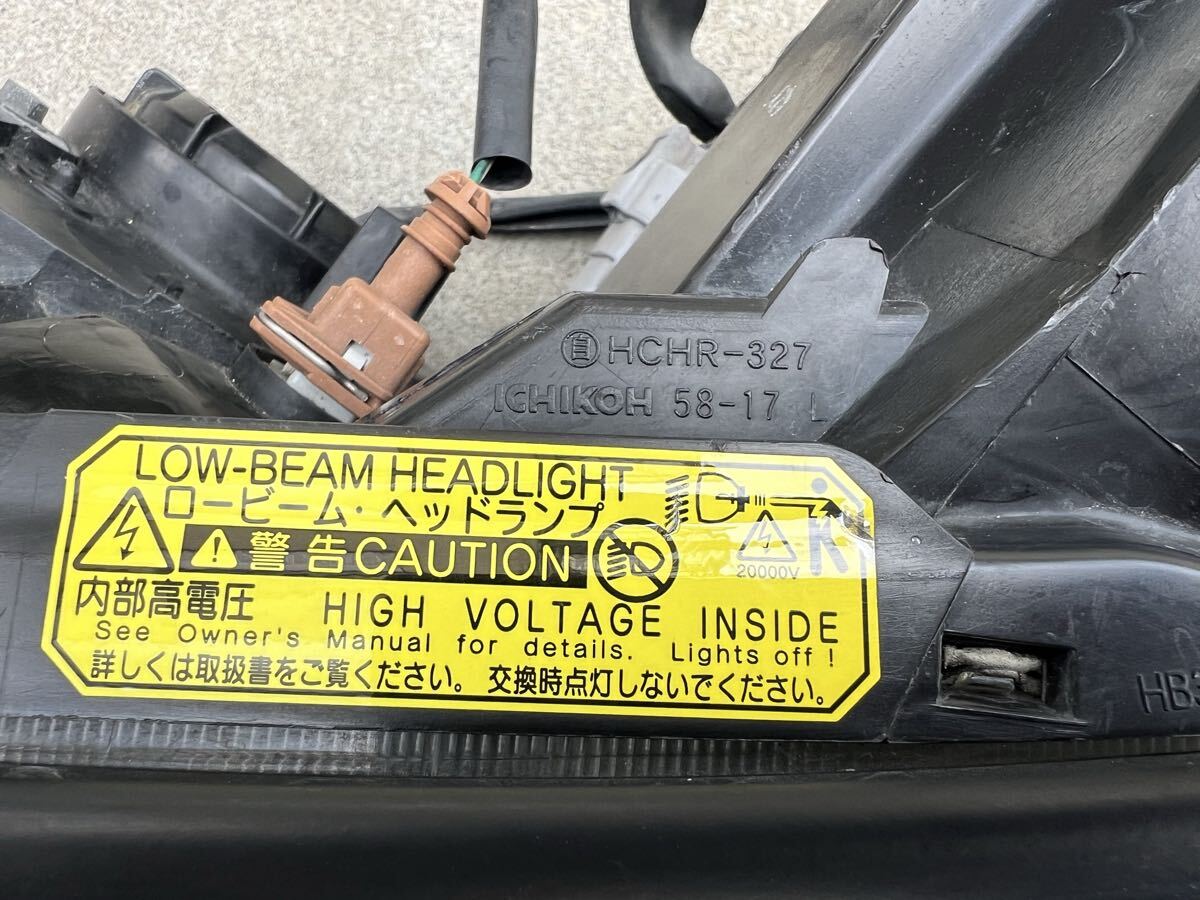 自 HCHR-327
ICHIKOH 58-17 L
LOW-BEAM HEADLIGHT
ロービーム・ヘッドランプ
警告 CAUTION
20000V
内部高電圧 HIGH VOLTAGE INSIDE
See Owner's Manual for details. Lights off !
詳しくは取扱書をご覧ください。 交換時点灯しないでください。